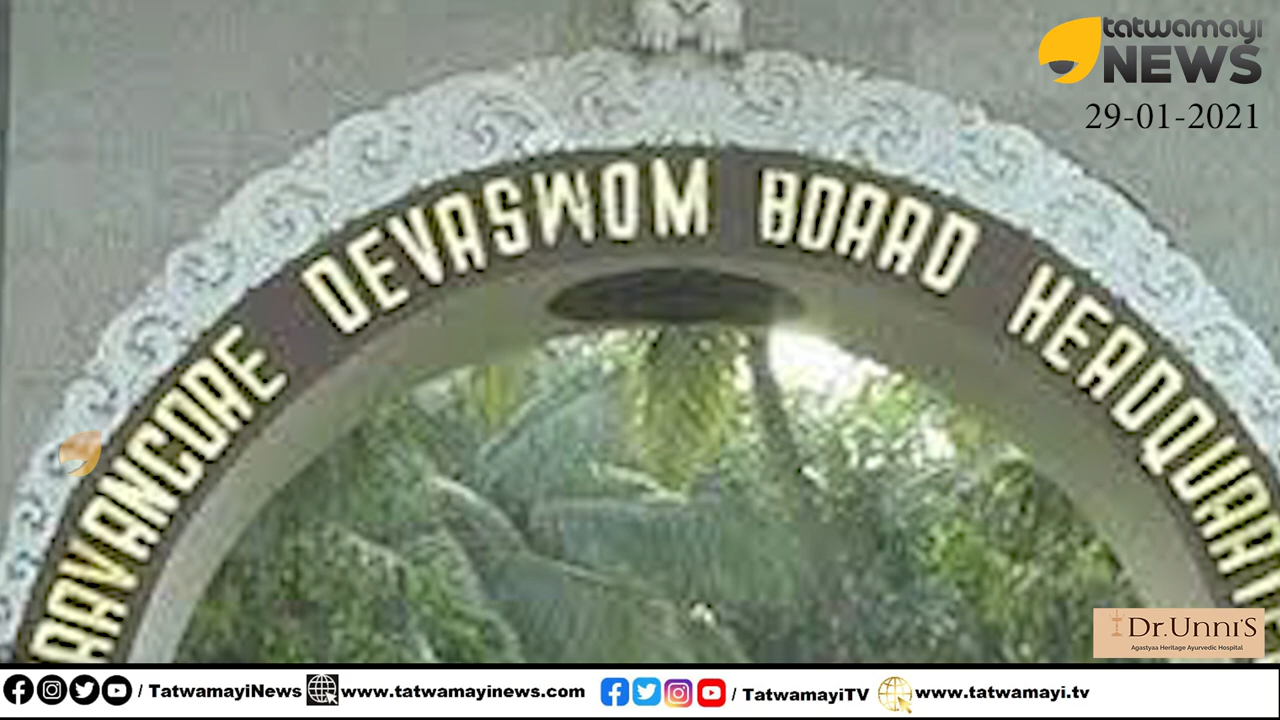 tatwamayi
NEWS
29-01-2021
RAVANCORE DEVASWOM BOARD HEADQUART
Dr.Unni'S
Agastyaa Heritage Ayurvedic Hospital
/ TatwamayiNews www.tatwamayinews.com / TatwamayiTV www.tatwamayi.tv